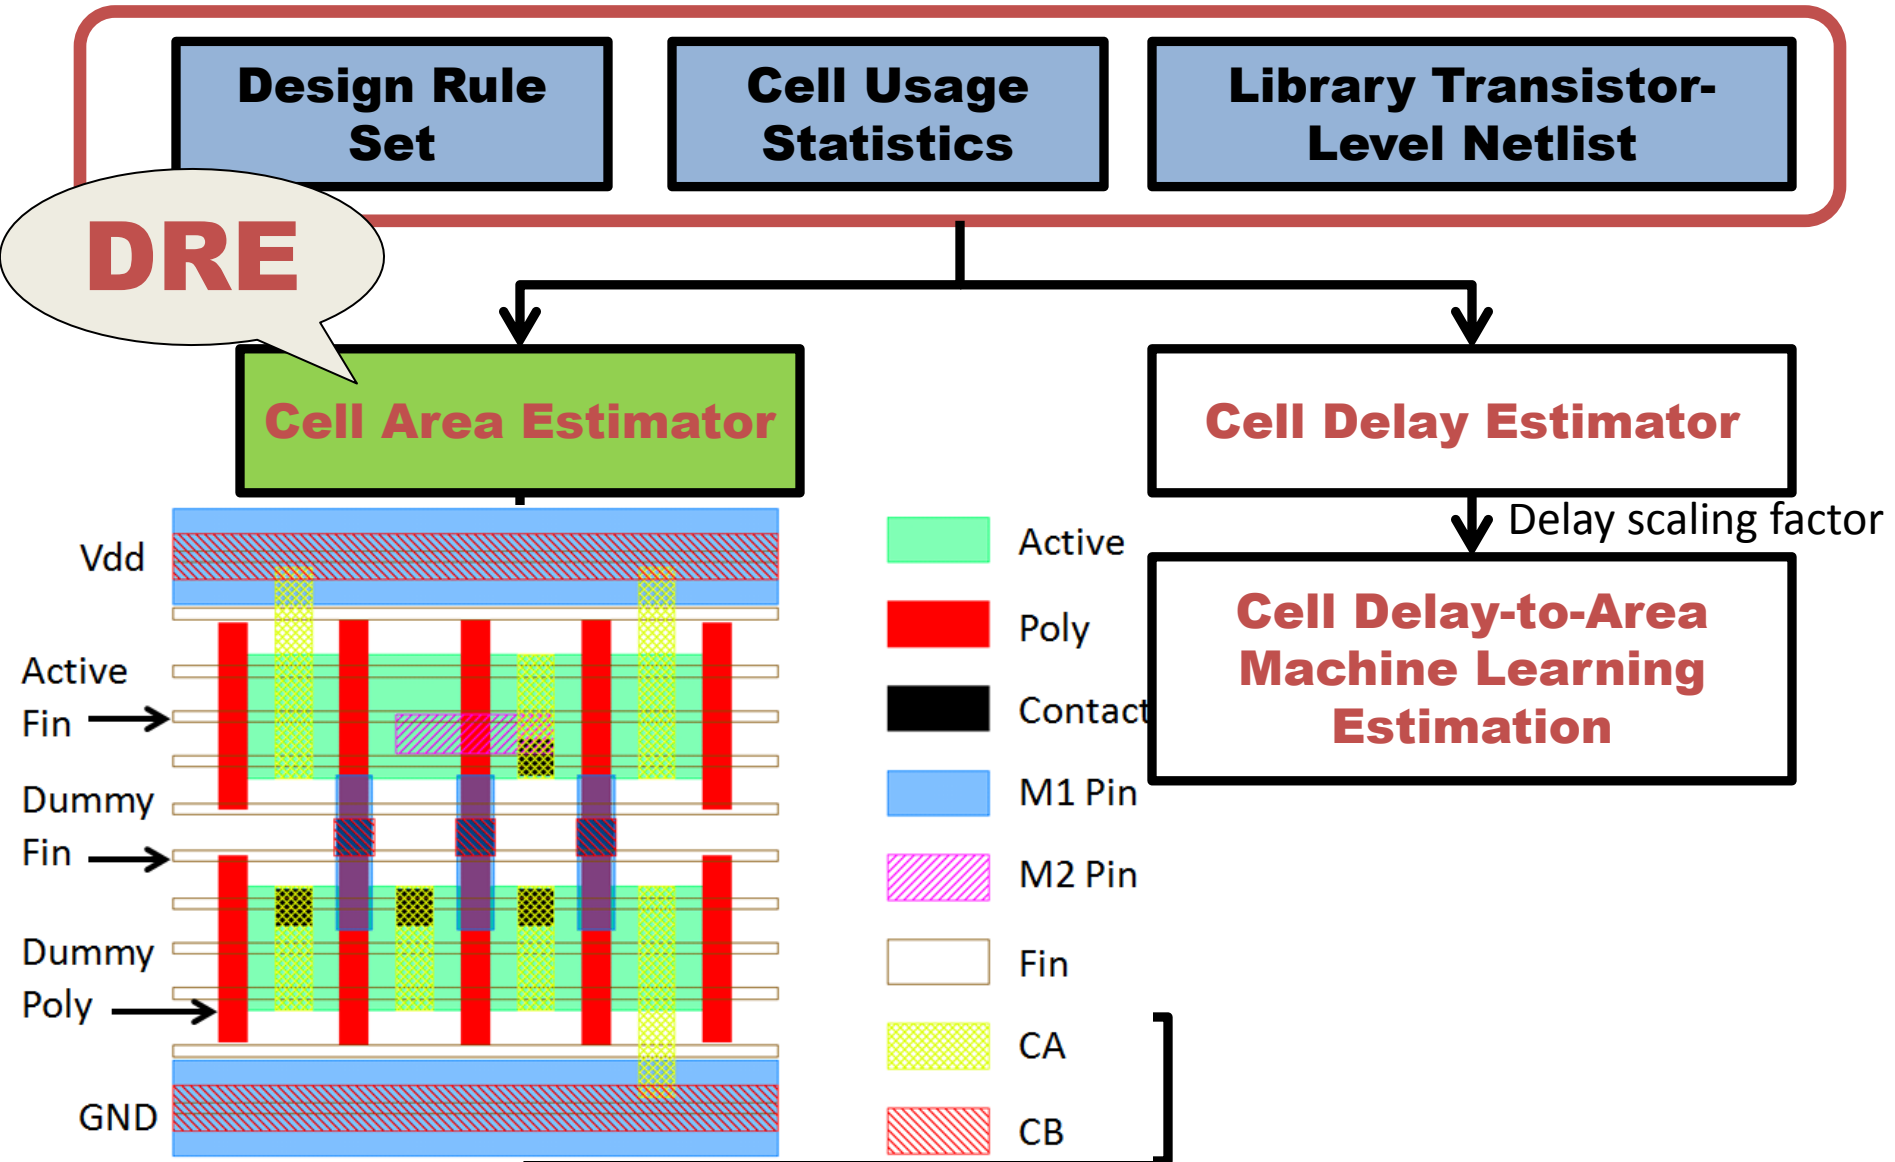 Design Rule
Set
Cell Usage
Statistics
Library Transistor-
Level Netlist
DRE
Cell Area Estimator
Cell Delay Estimator
Delay scaling factor
Cell Delay-to-Area
Machine Learning
Estimation
Vdd
Active
Fin
Dummy
Fin
Dummy
Poly
GND
Active
Poly
Contact
M1 Pin
M2 Pin
Fin
CA
CB